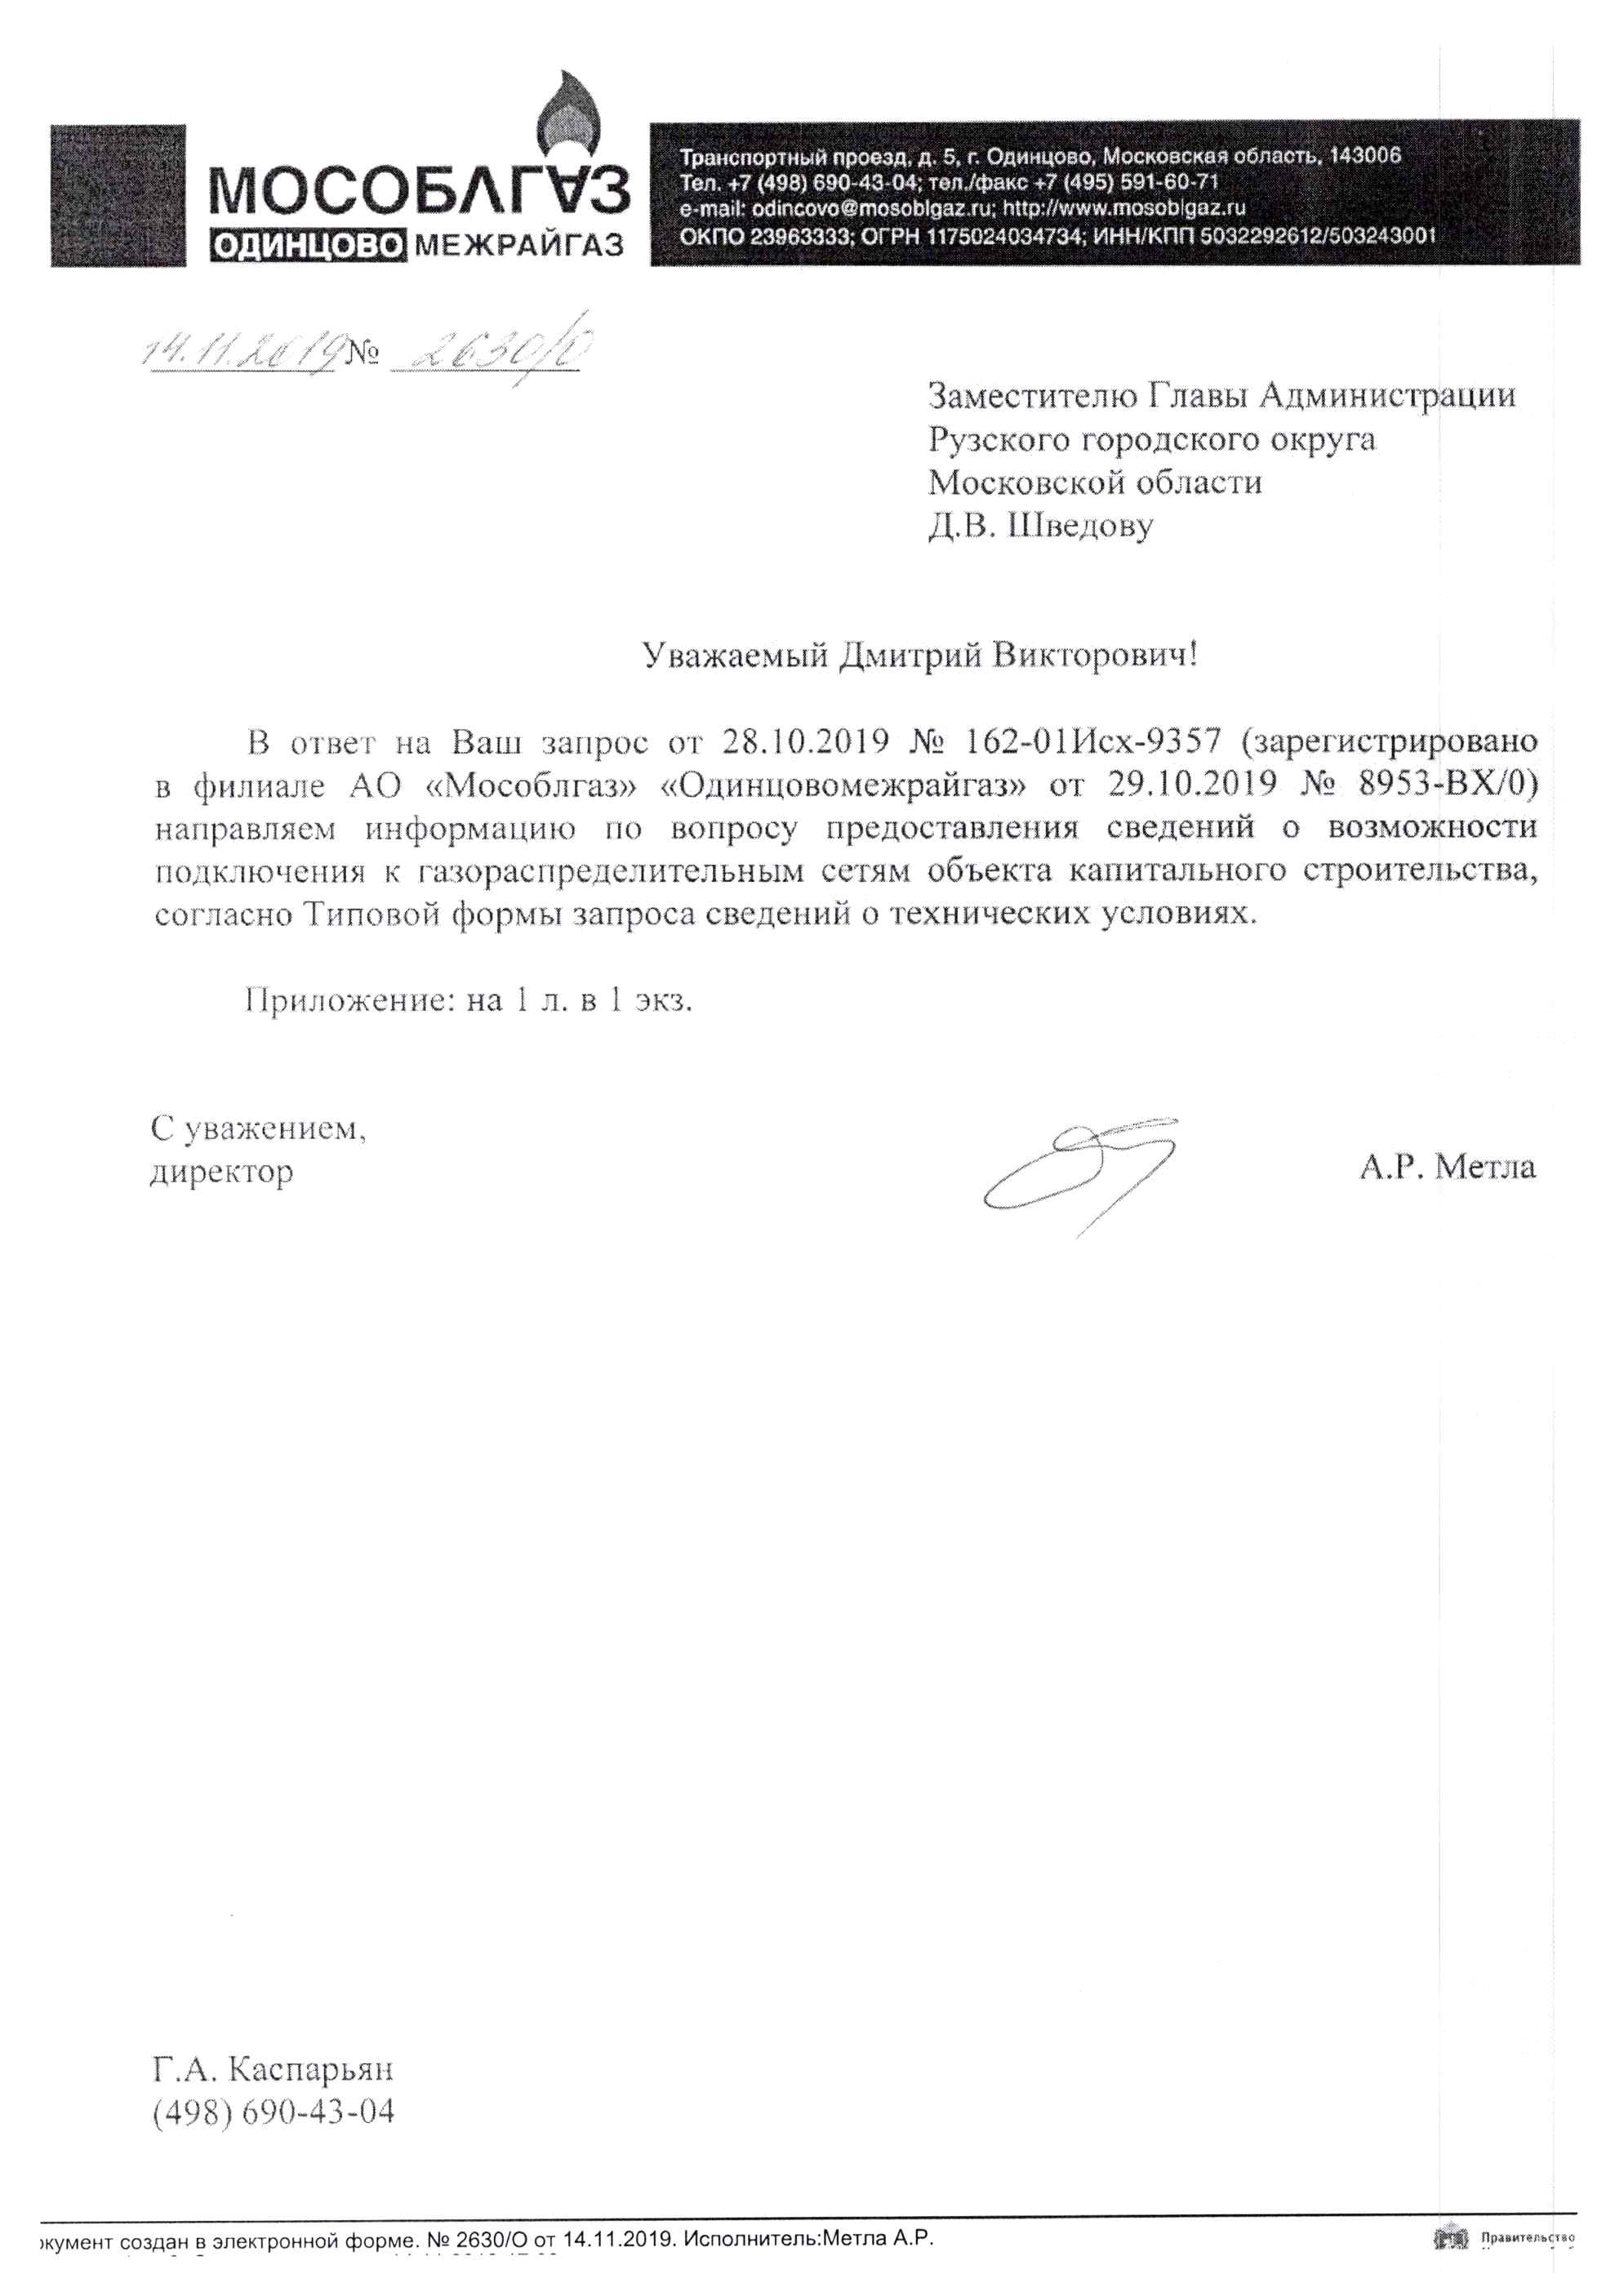 МОСОБЛГАЗ
ОДИНЦОВО МЕЖРАЙГАЗ
Транспортный проезд, д. 5, г. Одинцово, Московская область, 143006
Тел. +7 (498) 690-43-04; тел./факс +7 (495) 591-60-71
e-mail: odincovo@mosoblgaz.ru; http://www.mosoblgaz.ru
ОКПО 23963333; ОГРН 1175024034734; ИНН/КПП 5032292612/503243001
14.11.2019 № 2630/О
Заместителю Главы Администрации
Рузского городского округа
Московской области
Д.В. Шведову
Уважаемый Дмитрий Викторович!
В ответ на Ваш запрос от 28.10.2019 № 162-01Исх-9357 (зарегистрировано
в филиале АО «Мособлгаз» «Одинцовомежрайгаз» от 29.10.2019 № 8953-ВХ/0)
направляем информацию по вопросу предоставления сведений о возможности
подключения к газораспределительным сетям объекта капитального строительства,
согласно Типовой формы запроса сведений о технических условиях.
Приложение: на 1 л. в 1 экз.
С уважением,
директор
А.Р. Метла
Г.А. Каспарьян
(498) 690-43-04
окумент создан в электронной форме. № 2630/О от 14.11.2019. Исполнитель:Метла А.Р.
Правительство